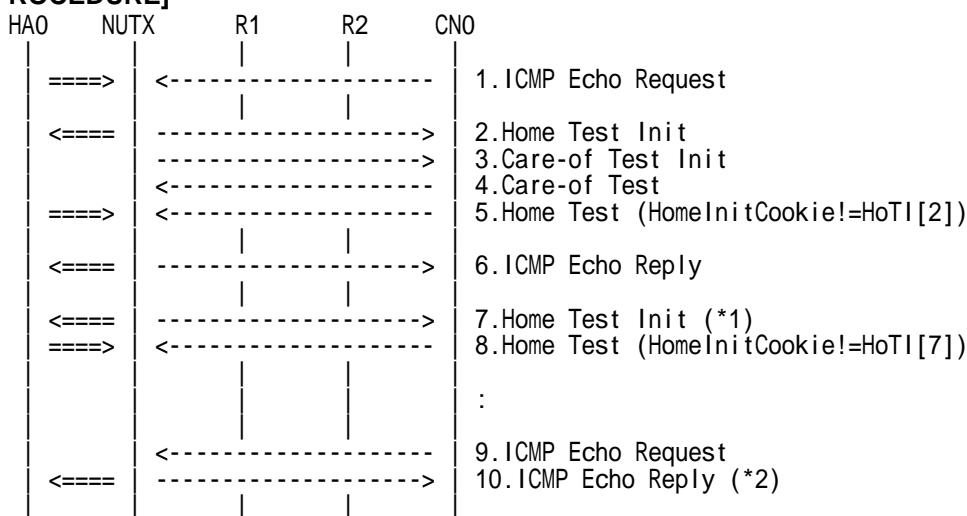 ROCEDURE]
HA0 NUTX R1 R2 CN0
====> <--------------------- 1.ICMP Echo Request
<==== ---------------------> 2.Home Test Init
---------------------> 3.Care-of Test Init
<--------------------- 4.Care-of Test
====> <--------------------- 5.Home Test (HomeInitCookie!=HoTI[2])
<==== ---------------------> 6.ICMP Echo Reply
<==== ---------------------> 7.Home Test Init (*1)
====> <--------------------- 8.Home Test (HomeInitCookie!=HoTI[7])
:
<--------------------- 9.ICMP Echo Request
<==== ---------------------> 10.ICMP Echo Reply (*2)